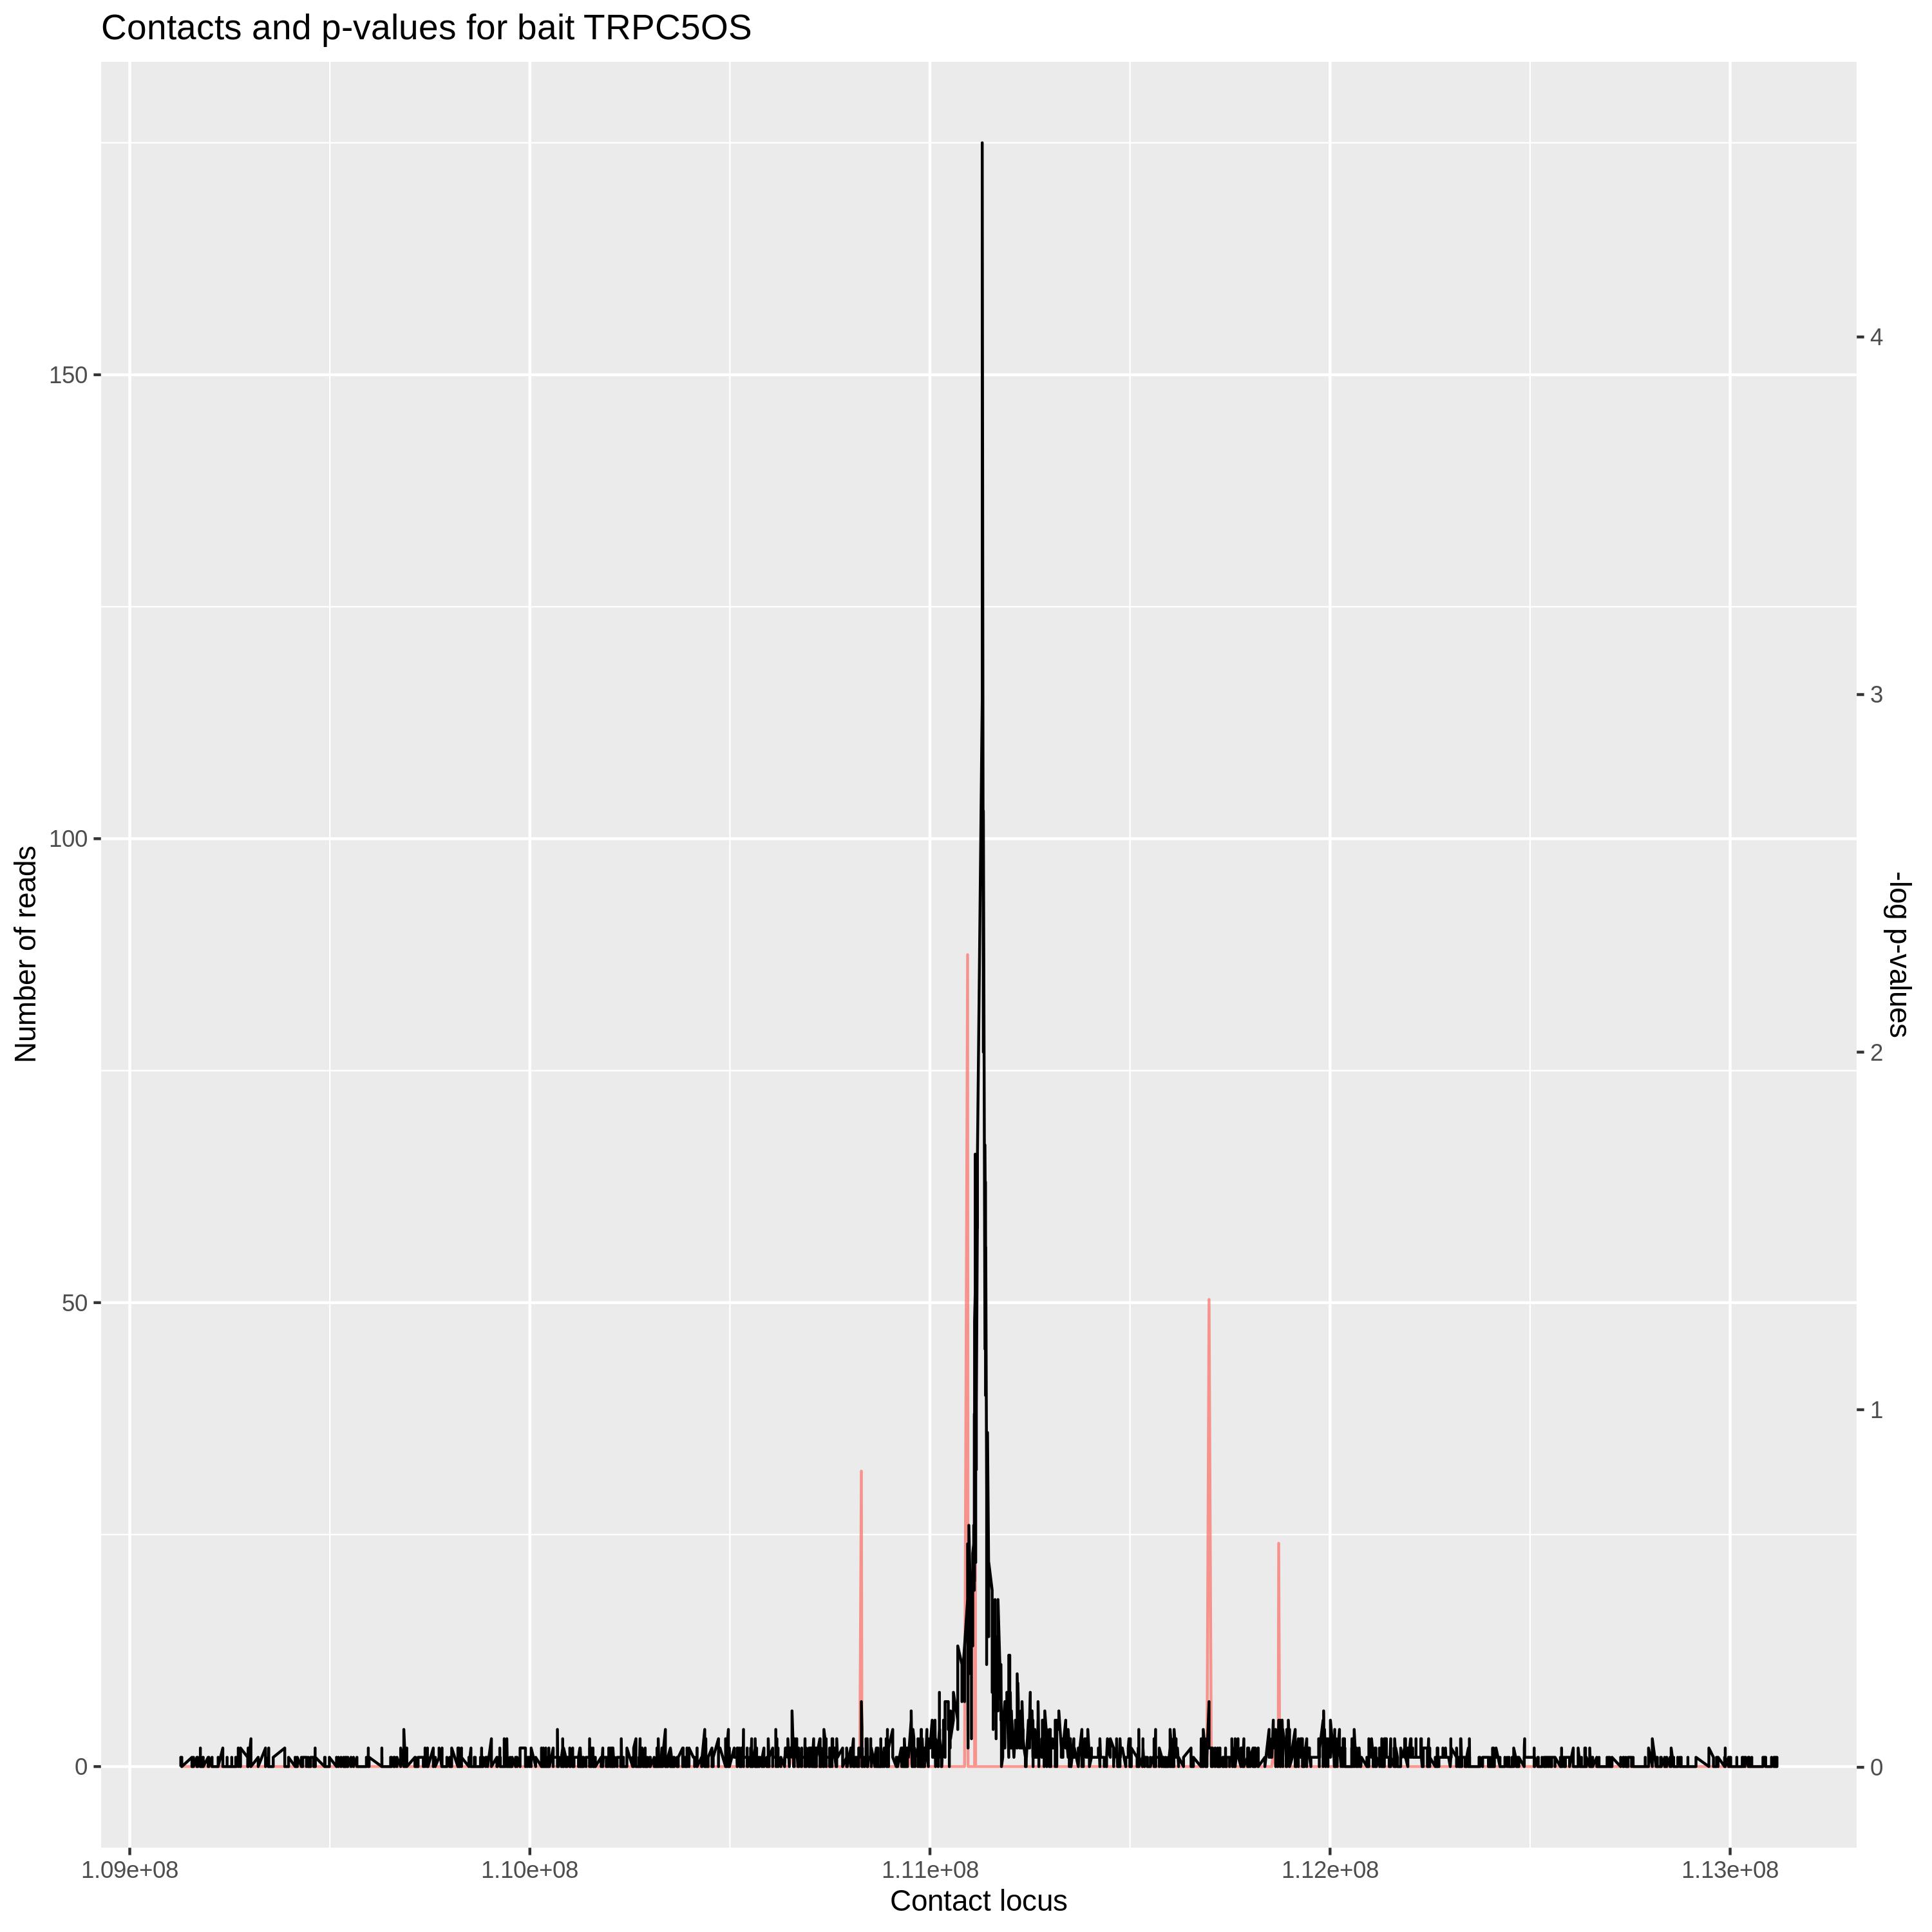 Contacts and p-values for bait TRPC5OS
Number of reads
150
100
50
0
4
3
2
1
0
-log p-values
1.09e+08 1.10e+08 1.11e+08 1.12e+08 1.13e+08
Contact locus